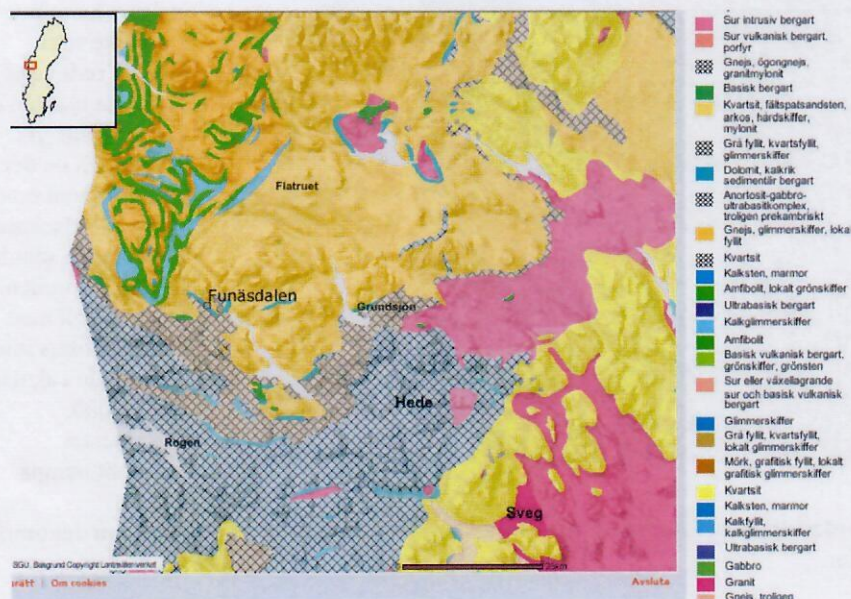 Flatruet
Funäsdalen
Grundsjön
Hede
Rogen
Sveg
25km
SGU. Bakgrund Copyright Lantmäteriverket
Om cookies
Avsluta
Sur intrusiv bergart
Sur vulkanisk bergart,
porfyr
Gnejs, ögongnejs,
granitmylonit
Basisk bergart
Kvartsit, fältspatsandsten,
arkos, hårdskiffer,
mylonit
Grå fyllit, kvartsfyllit,
glimmerskiffer
Dolomit, kalkrik
sedimentär bergart
Anortosit-gabbro-
ultrabasitkomplex,
troligen prekambriskt
Gnejs, glimmerskiffer, loka
fyllit
Kvartsit
Kalksten, marmor
Amfibolit, lokalt grönskiffer
Ultrabasisk bergart
Kalkglimmerskiffer
Amfibolit
Basisk vulkanisk bergart,
grönskiffer, grönsten
Sur eller växellagrande
sur och basisk vulkanisk
bergart
Glimmerskiffer
Grå fyllit, kvartsfyllit,
lokalt glimmerskiffer
Mörk, grafitisk fyllit, lokalt
grafitisk glimmerskiffer
Kvartsit
Kalksten, marmor
Kalkfyllit,
kalkglimmerskiffer
Ultrabasisk bergart
Gabbro
Granit
Gnejs, troligen